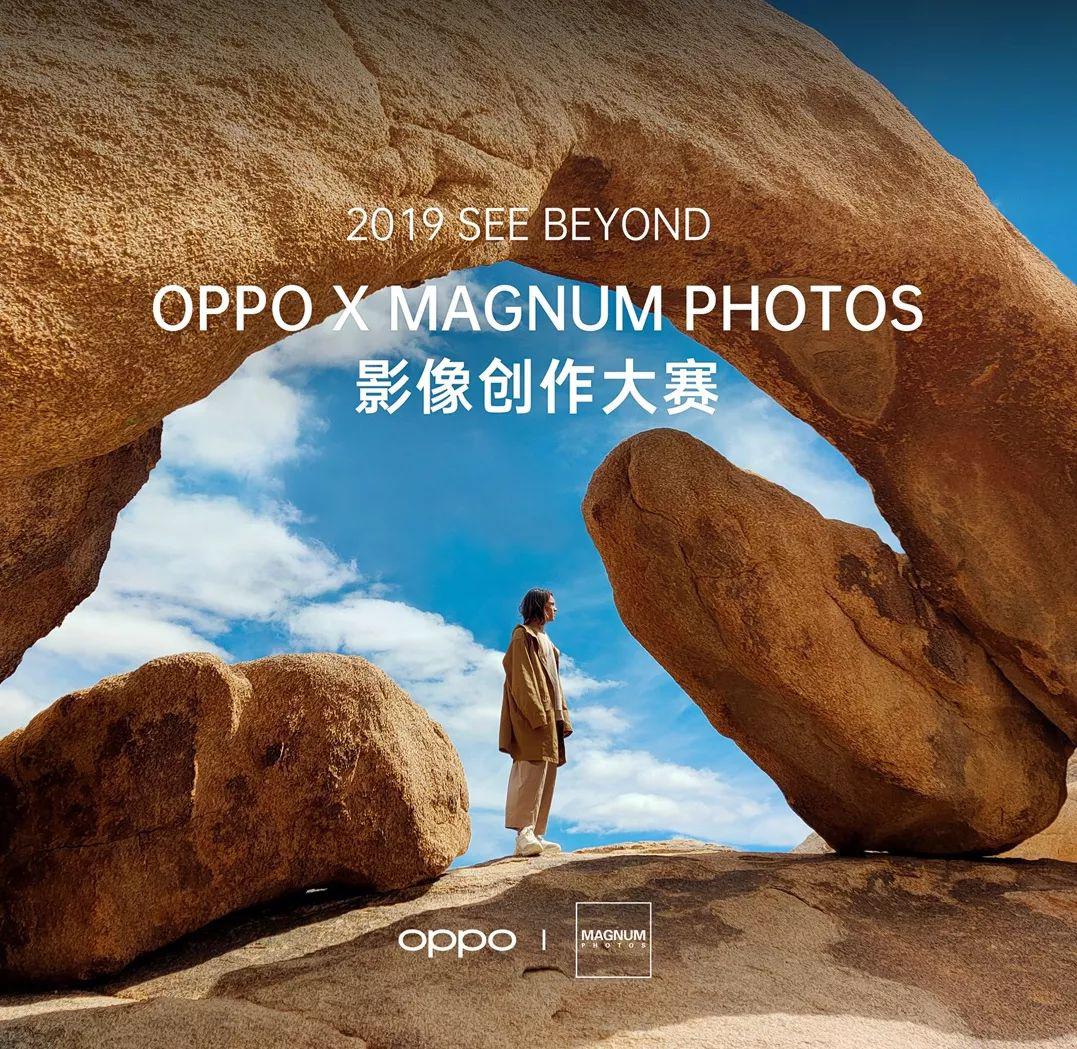 2019 SEE BEYOND
OPPO X MAGNUM PHOTOS
影像创作大赛
oppo | MAGNUM
PHOTOS